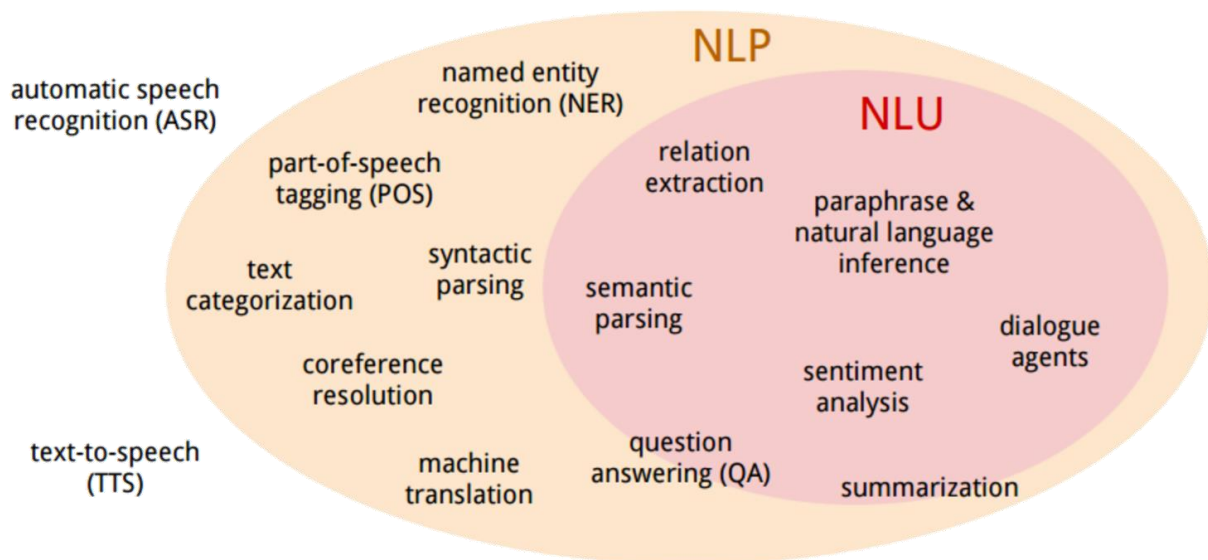 NLP
named entity
recognition (NER)
automatic speech
recognition (ASR)
NLU
relation
extraction
part-of-speech
tagging (POS)
paraphrase &
natural language
inference
syntactic
parsing
text
categorization
semantic
parsing
dialogue
agents
coreference
resolution
sentiment
analysis
question
answering (QA)
text-to-speech
(TTS)
machine
translation
summarization